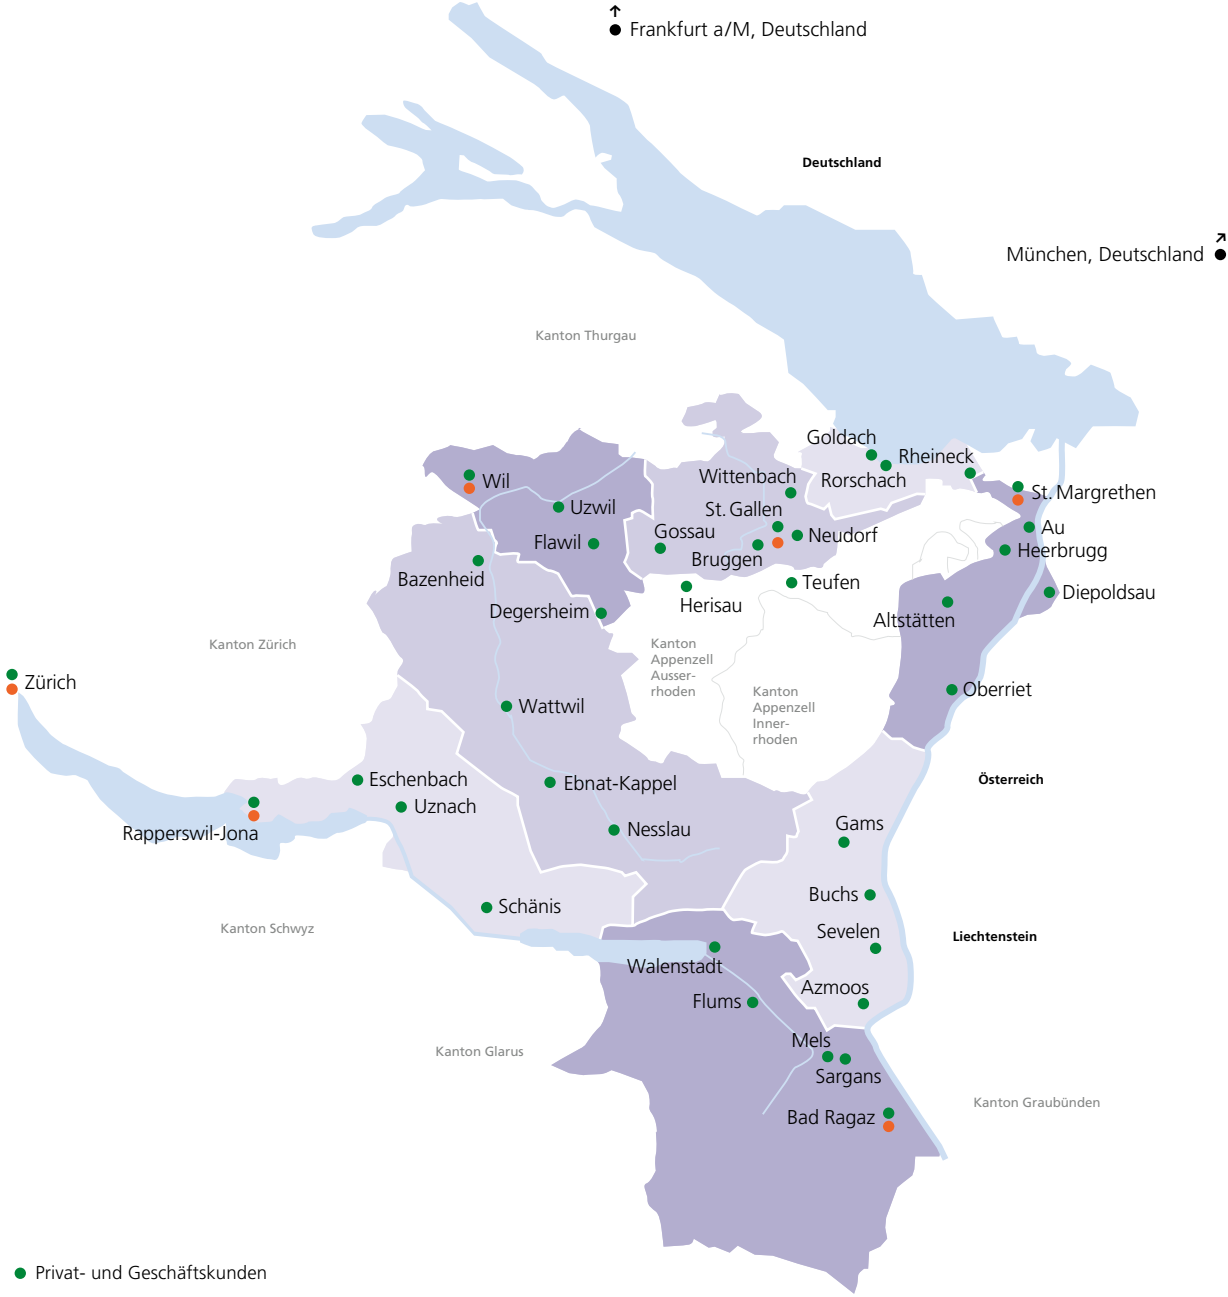 Frankfurt a/M, Deutschland
Deutschland
München, Deutschland
Kanton Thurgau
Goldach
Rheineck
Wittenbach
Rorschach
Wil
St. Margrethen
Uzwil
St. Gallen
Au
Gossau
Neudorf
Flawil
Bruggen
Heerbrugg
Bazenheid
Teufen
Diepoldsau
Herisau
Degersheim
Altstätten
Kanton Zürich
Kanton
Appenzell
Ausser-
rhoden
Zürich
Oberriet
Kanton
Appenzell
Inner-
rhoden
Wattwil
Eschenbach
Ebnat-Kappel
Österreich
Uznach
Rapperswil-Jona
Nesslau
Gams
Buchs
Schänis
Kanton Schwyz
Sevelen
Liechtenstein
Walenstadt
Azmoos
Flums
Mels
Kanton Glarus
Sargans
Kanton Graubünden
Bad Ragaz
Privat- und Geschäftskunden